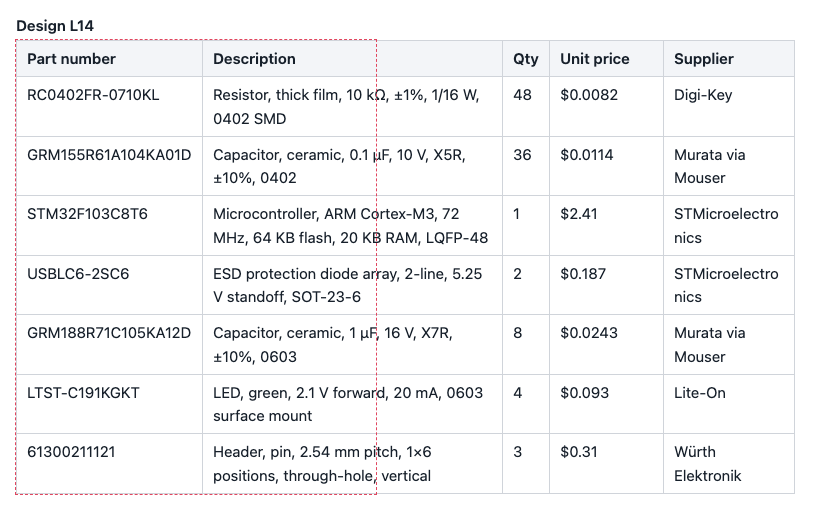 Design L14
Part number Description Qty Unit price Supplier
RC0402FR-0710KL Resistor, thick film, 10 kΩ, ±1%, 1/16 W, 48 $0.0082 Digi-Key
0402 SMD
GRM155R61A104KA01D Capacitor, ceramic, 0.1 µF, 10 V, X5R, 36 $0.0114 Murata via
±10%, 0402 Mouser
STM32F103C8T6 Microcontroller, ARM Cortex-M3, 72 1 $2.41 STMicroelectro
MHz, 64 KB flash, 20 KB RAM, LQFP-48 nics
USBLC6-2SC6 ESD protection diode array, 2-line, 5.25 2 $0.187 STMicroelectro
V standoff, SOT-23-6 nics
GRM188R71C105KA12D Capacitor, ceramic, 1 µF, 16 V, X7R, 8 $0.0243 Murata via
±10%, 0603 Mouser
LTST-C191KGKT LED, green, 2.1 V forward, 20 mA, 0603 4 $0.093 Lite-On
surface mount
61300211121 Header, pin, 2.54 mm pitch, 1×6 3 $0.31 Würth
positions, through-hole, vertical Elektronik